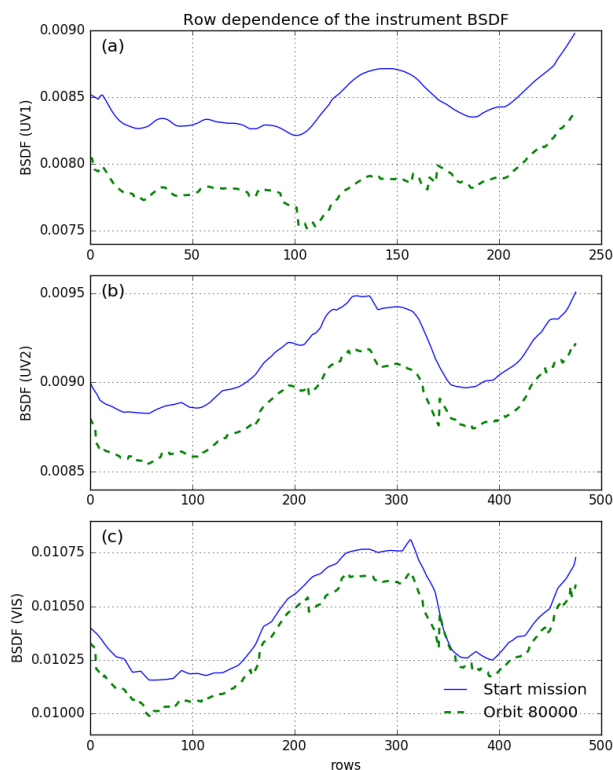 Row dependence of the instrument BSDF
(a)
BSDF (UV1)
0.0090
0.0085
0.0080
0.0075
0 50 100 150 200 250
(b)
BSDF (UV2)
0.0095
0.0090
0.0085
0 100 200 300 400 500
(c)
BSDF (VIS)
0.01075
0.01050
0.01025
0.01000
Start mission
Orbit 80000
0 100 200 300 400 500
rows